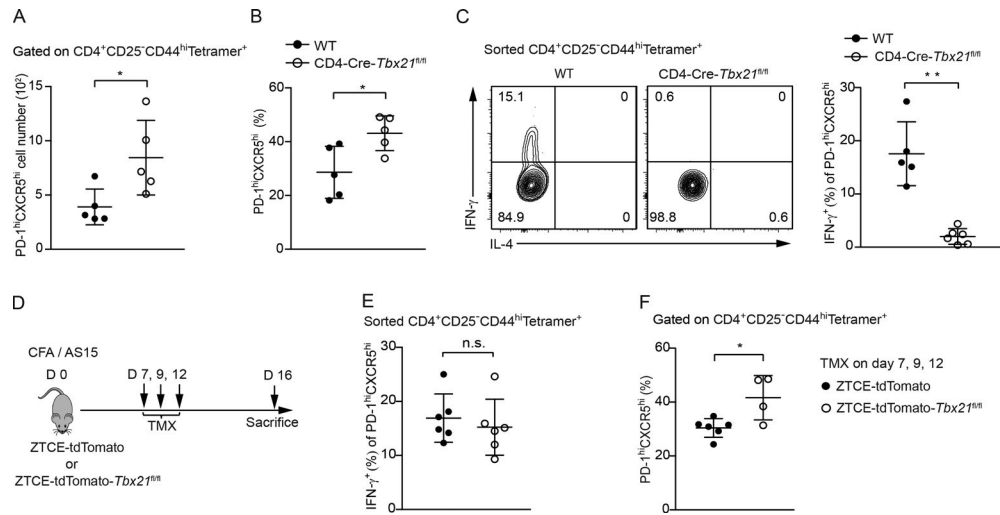 A
Gated on CD4⁺CD25⁻CD44ʰⁱTetramer⁺
*
PD-1ʰⁱCXCR5ʰⁱ cell number (10²)
15
10
5
0
B
WT
CD4-Cre-Tbx21ᶠˡ/ᶠˡ
*
PD-1ʰⁱCXCR5ʰⁱ (%)
60
40
20
0
C
Sorted CD4⁺CD25⁻CD44ʰⁱTetramer⁺
WT
CD4-Cre-Tbx21ᶠˡ/ᶠˡ
15.1
0
84.9
0
0.6
0
98.8
0.6
IFN-γ
IL-4
WT
CD4-Cre-Tbx21ᶠˡ/ᶠˡ
* *
IFN-γ⁺ (%) of PD-1ʰⁱCXCR5ʰⁱ
30
20
10
0
D
CFA / AS15
D 0
D 7, 9, 12
D 16
TMX
Sacrifice
ZTCE-tdTomato
or
ZTCE-tdTomato-Tbx21ᶠˡ/ᶠˡ
E
Sorted CD4⁺CD25⁻CD44ʰⁱTetramer⁺
n.s.
IFN-γ⁺ (%) of PD-1ʰⁱCXCR5ʰⁱ
30
20
10
0
F
Gated on CD4⁺CD25⁻CD44ʰⁱTetramer⁺
*
PD-1ʰⁱCXCR5ʰⁱ (%)
60
40
20
0
TMX on day 7, 9, 12
ZTCE-tdTomato
ZTCE-tdTomato-Tbx21ᶠˡ/ᶠˡ